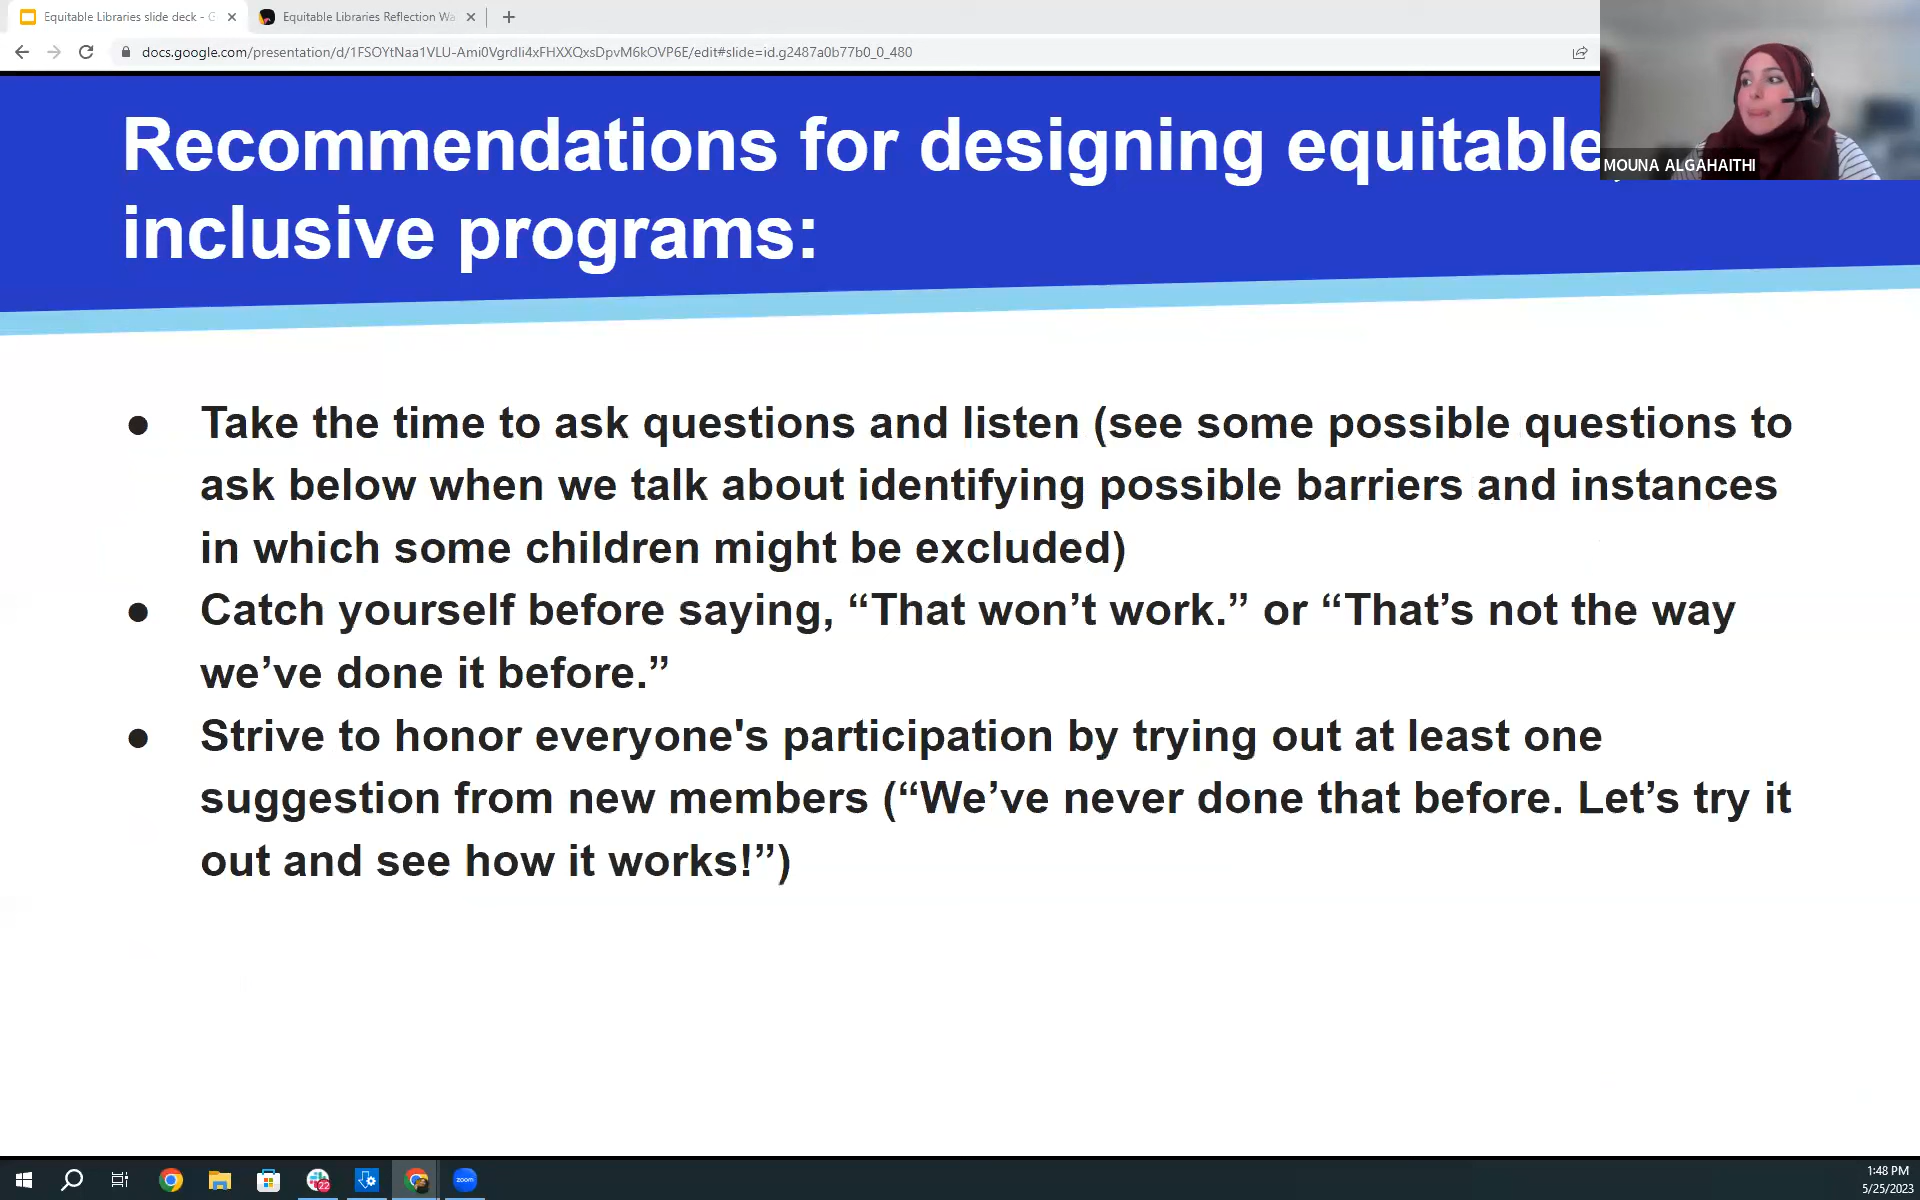 Equitable Libraries slide deck - G
Equitable Libraries Reflection Wa
docs.google.com/presentation/d/1FSOYtNaa1VLU-Ami0VgrdIi4xFHXXQxsDpvM6kOVP6E/edit#slide=id.g2487a0b77b0_0_480
Recommendations for designing equitable
inclusive programs:
MOUNA ALGAHAITHI
● Take the time to ask questions and listen (see some possible questions to
ask below when we talk about identifying possible barriers and instances
in which some children might be excluded)
● Catch yourself before saying, “That won’t work.” or “That’s not the way
we’ve done it before.”
● Strive to honor everyone's participation by trying out at least one
suggestion from new members (“We’ve never done that before. Let’s try it
out and see how it works!”)
22
zoom
1:48 PM
5/25/2023